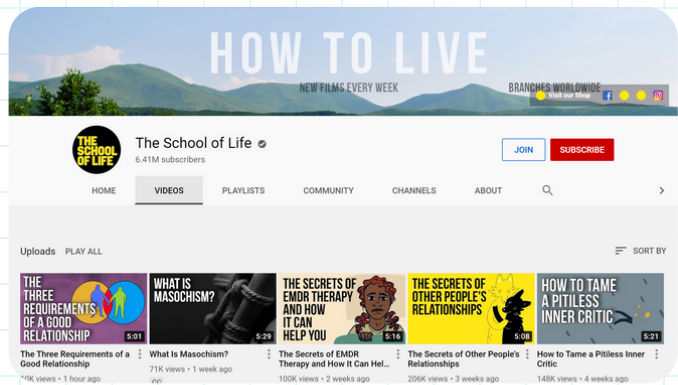 HOW TO LIVE
NEW FILMS EVERY WEEK
BRANCHES WORLDWIDE
Visit our Shop
THE
SCHOOL
OF LIFE
The School of Life
6.41M subscribers
JOIN
SUBSCRIBE
HOME
VIDEOS
PLAYLISTS
COMMUNITY
CHANNELS
ABOUT
Uploads
PLAY ALL
SORT BY
THE
THREE
REQUIREMENTS
OF A GOOD
RELATIONSHIP
5:01
The Three Requirements of a
Good Relationship
views • 1 hour ago
WHAT IS
MASOCHISM?
5:29
What Is Masochism?
71K views • 1 week ago
CC
THE SECRETS OF
EMDR THERAPY
AND HOW
IT CAN
HELP YOU
5:16
The Secrets of EMDR
Therapy and How It Can Hel...
100K views • 2 weeks ago
THE SECRETS OF
OTHER PEOPLE'S
RELATIONSHIPS
5:08
The Secrets of Other People's
Relationships
206K views • 3 weeks ago
HOW TO TAME
A PITILESS
INNER CRITIC
5:21
How to Tame a Pitiless Inner
Critic
148K views • 4 weeks ago